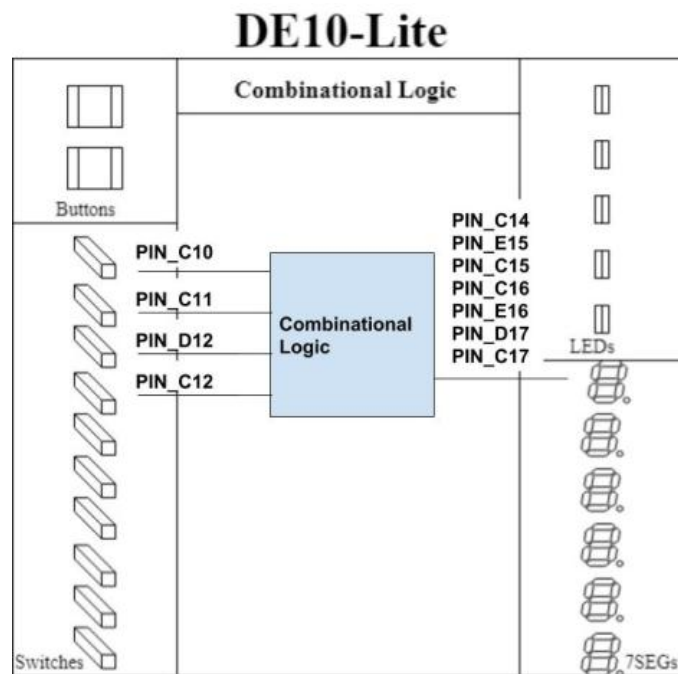 DE10-Lite
Combinational Logic
Buttons
PIN_C10
PIN_C11
PIN_D12
PIN_C12
Switches
Combinational
Logic
PIN_C14
PIN_E15
PIN_C15
PIN_C16
PIN_E16
PIN_D17
PIN_C17
LEDs
7SEGs